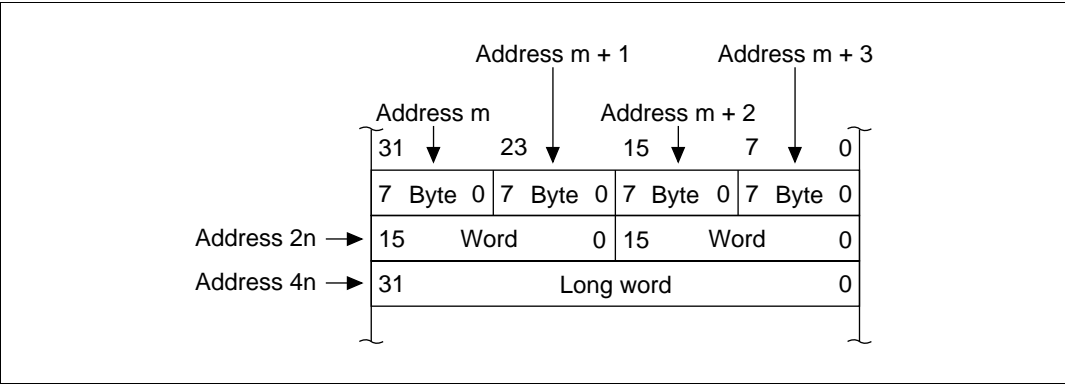 Address m + 1 Address m + 3
Address m Address m + 2
31 23 15 7 0
7 Byte 0 7 Byte 0 7 Byte 0 7 Byte 0
Address 2n 15 Word 0 15 Word 0
Address 4n 31 Long word 0